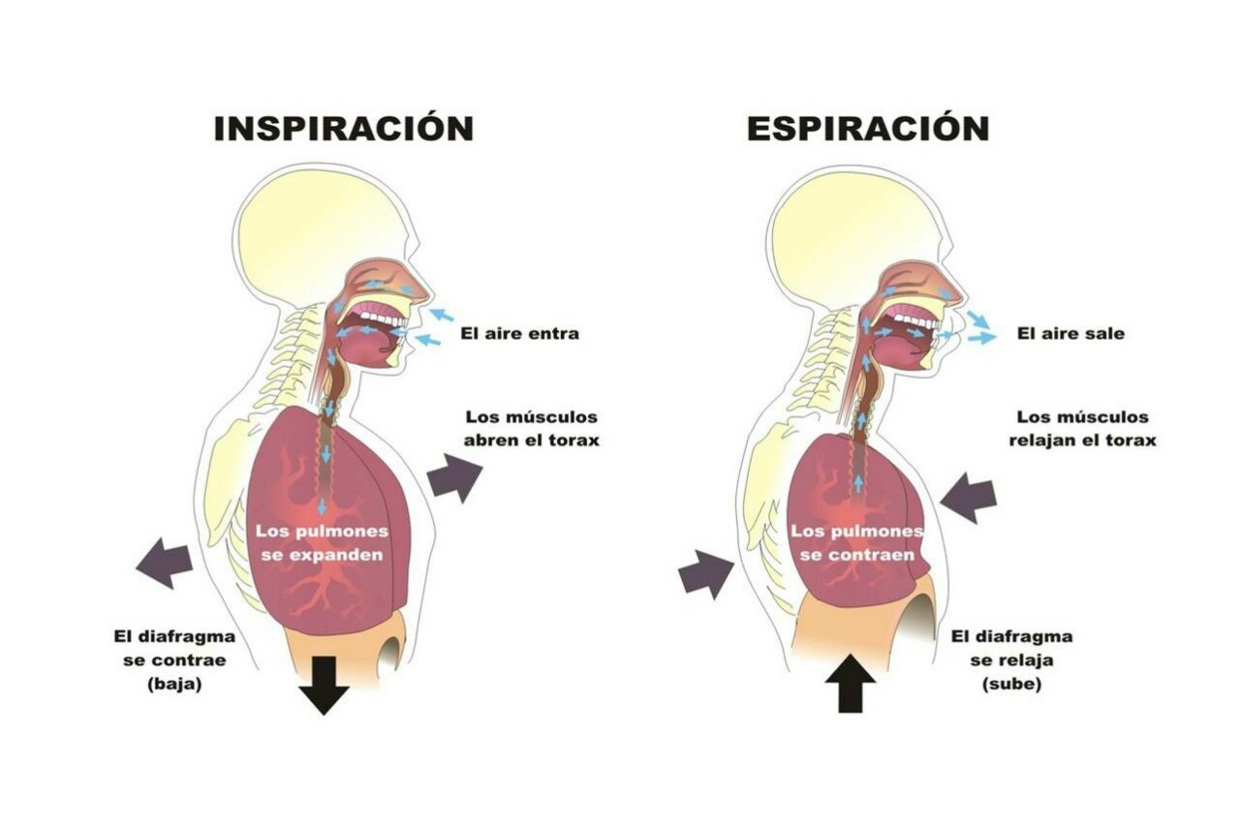 INSPIRACIÓN
El aire entra
Los músculos
abren el torax
Los pulmones
se expanden
El diafragma
se contrae
(baja)
ESPIRACIÓN
El aire sale
Los músculos
relajan el torax
Los pulmones
se contraen
El diafragma
se relaja
(sube)